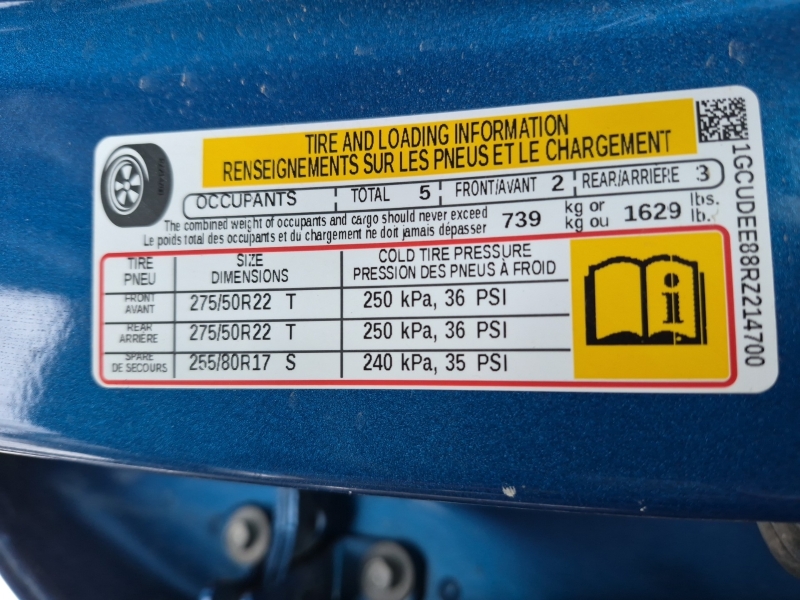 TIRE AND LOADING INFORMATION
RENSEIGNEMENTS SUR LES PNEUS ET LE CHARGEMENT
OCCUPANTS TOTAL 5 FRONT/AVANT 2 REAR/ARRIERE 3
The combined weight of occupants and cargo should never exceed 739 kg or 1629 lbs.
Le poids total des occupants et du chargement ne doit jamais dépasser kg ou lb.
TIRE SIZE COLD TIRE PRESSURE
PNEU DIMENSIONS PRESSION DES PNEUS À FROID
FRONT
AVANT 275/50R22 T 250 kPa, 36 PSI
REAR
ARRIÈRE 275/50R22 T 250 kPa, 36 PSI
SPARE
DE SECOURS 255/80R17 S 240 kPa, 35 PSI
i
1GCUDEE88RZ214700